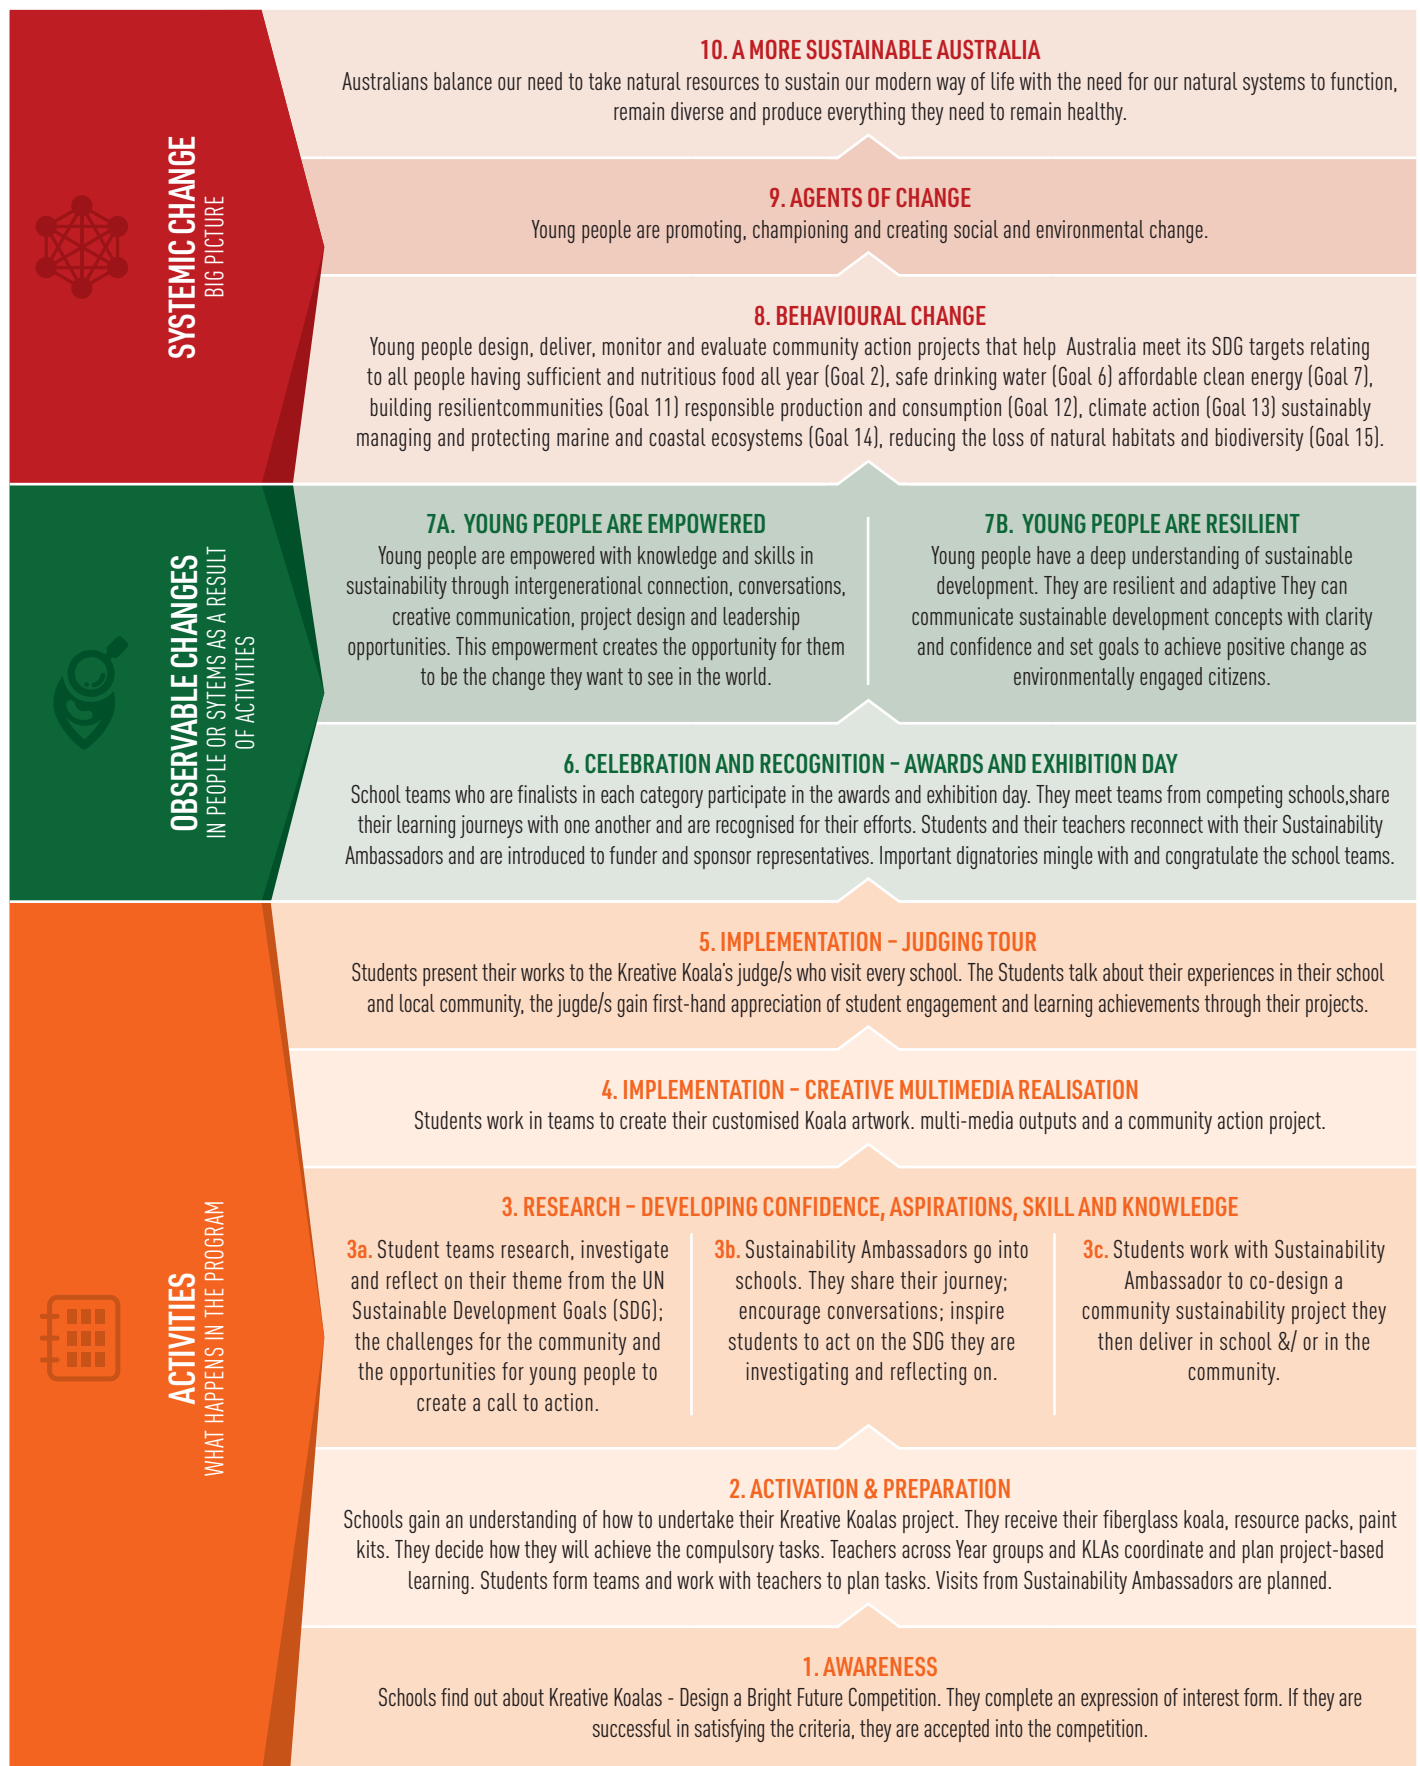 SYSTEMIC CHANGE
BIG PICTURE
10. A MORE SUSTAINABLE AUSTRALIA
Australians balance our need to take natural resources to sustain our modern way of life with the need for our natural systems to function,
remain diverse and produce everything they need to remain healthy.
9. AGENTS OF CHANGE
Young people are promoting, championing and creating social and environmental change.
8. BEHAVIOURAL CHANGE
Young people design, deliver, monitor and evaluate community action projects that help Australia meet its SDG targets relating
to all people having sufficient and nutritious food all year (Goal 2), safe drinking water (Goal 6) affordable clean energy (Goal 7),
building resilientcommunities (Goal 11) responsible production and consumption (Goal 12), climate action (Goal 13) sustainably
managing and protecting marine and coastal ecosystems (Goal 14), reducing the loss of natural habitats and biodiversity (Goal 15).
OBSERVABLE CHANGES
IN PEOPLE OR SYTEMS AS A RESULT
OF ACTIVITIES
7A. YOUNG PEOPLE ARE EMPOWERED
Young people are empowered with knowledge and skills in
sustainability through intergenerational connection, conversations,
creative communication, project design and leadership
opportunities. This empowerment creates the opportunity for them
to be the change they want to see in the world.
7B. YOUNG PEOPLE ARE RESILIENT
Young people have a deep understanding of sustainable
development. They are resilient and adaptive They can
communicate sustainable development concepts with clarity
and confidence and set goals to achieve positive change as
environmentally engaged citizens.
6. CELEBRATION AND RECOGNITION – AWARDS AND EXHIBITION DAY
School teams who are finalists in each category participate in the awards and exhibition day. They meet teams from competing schools,share
their learning journeys with one another and are recognised for their efforts. Students and their teachers reconnect with their Sustainability
Ambassadors and are introduced to funder and sponsor representatives. Important dignatories mingle with and congratulate the school teams.
ACTIVITIES
WHAT HAPPENS IN THE PROGRAM
5. IMPLEMENTATION – JUDGING TOUR
Students present their works to the Kreative Koala's judge/s who visit every school. The Students talk about their experiences in their school
and local community, the jugde/s gain first-hand appreciation of student engagement and learning achievements through their projects.
4. IMPLEMENTATION – CREATIVE MULTIMEDIA REALISATION
Students work in teams to create their customised Koala artwork. multi-media outputs and a community action project.
3. RESEARCH – DEVELOPING CONFIDENCE, ASPIRATIONS, SKILL AND KNOWLEDGE
3a. Student teams research, investigate
and reflect on their theme from the UN
Sustainable Development Goals (SDG);
the challenges for the community and
the opportunities for young people to
create a call to action.
3b. Sustainability Ambassadors go into
schools. They share their journey;
encourage conversations; inspire
students to act on the SDG they are
investigating and reflecting on.
3c. Students work with Sustainability
Ambassador to co-design a
community sustainability project they
then deliver in school &/ or in the
community.
2. ACTIVATION & PREPARATION
Schools gain an understanding of how to undertake their Kreative Koalas project. They receive their fiberglass koala, resource packs, paint
kits. They decide how they will achieve the compulsory tasks. Teachers across Year groups and KLAs coordinate and plan project-based
learning. Students form teams and work with teachers to plan tasks. Visits from Sustainability Ambassadors are planned.
1. AWARENESS
Schools find out about Kreative Koalas - Design a Bright Future Competition. They complete an expression of interest form. If they are
successful in satisfying the criteria, they are accepted into the competition.